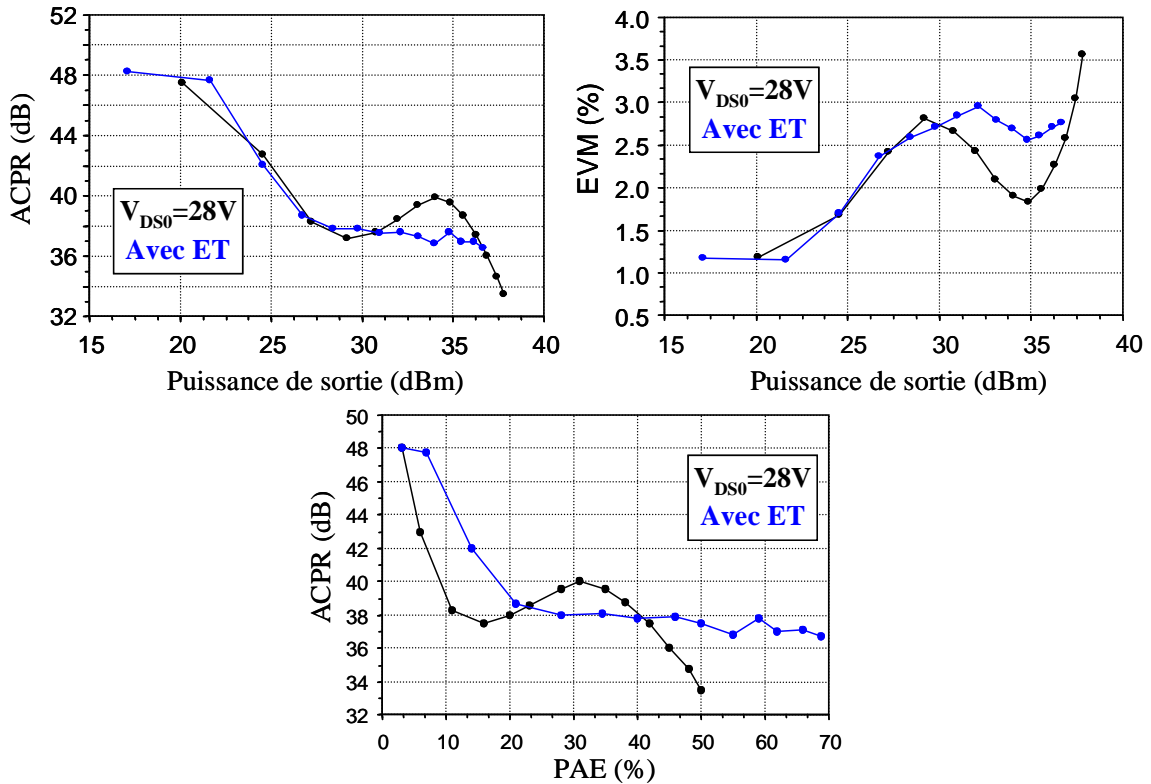 52
48
44
40
36
32
ACPR (dB)
V_DS0=28V
Avec ET
15 20 25 30 35 40
Puissance de sortie (dBm)
4.0
3.5
3.0
2.5
2.0
1.5
1.0
0.5
EVM (%)
V_DS0=28V
Avec ET
15 20 25 30 35 40
Puissance de sortie (dBm)
50
48
46
44
42
40
38
36
34
32
ACPR (dB)
V_DS0=28V
Avec ET
0 10 20 30 40 50 60 70
PAE (%)